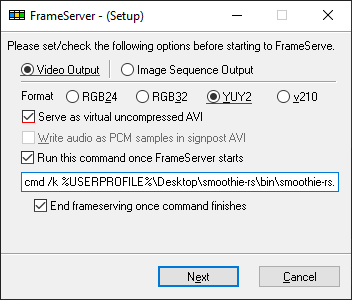 FrameServer - (Setup)
Please set/check the following options before starting to FrameServe.
Video Output
Image Sequence Output
Format RGB24 RGB32 YUY2 v210
Serve as virtual uncompressed AVI
Write audio as PCM samples in signpost AVI
Run this command once FrameServer starts
cmd /k %USERPROFILE%\Desktop\smoothie-rs\bin\smoothie-rs.
End frameserving once command finishes
Next Cancel